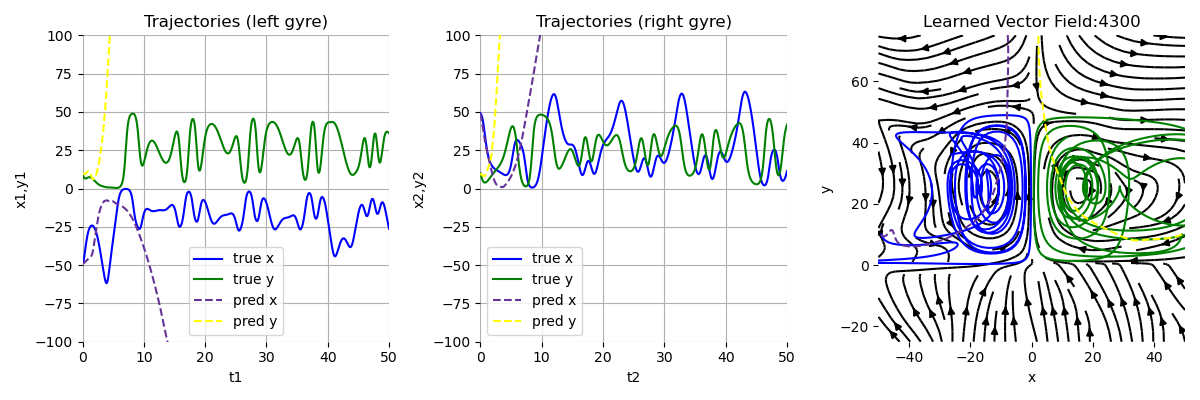 Trajectories (left gyre)
100
75
50
25
0
−25
−50
−75
−100
0
10
20
30
40
50
t1
x1,y1
true x
true y
pred x
pred y
Trajectories (right gyre)
100
75
50
25
0
−25
−50
−75
−100
0
10
20
30
40
50
t2
x2,y2
true x
true y
pred x
pred y
Learned Vector Field:4300
60
40
20
0
−20
−40
−20
0
20
40
x
y